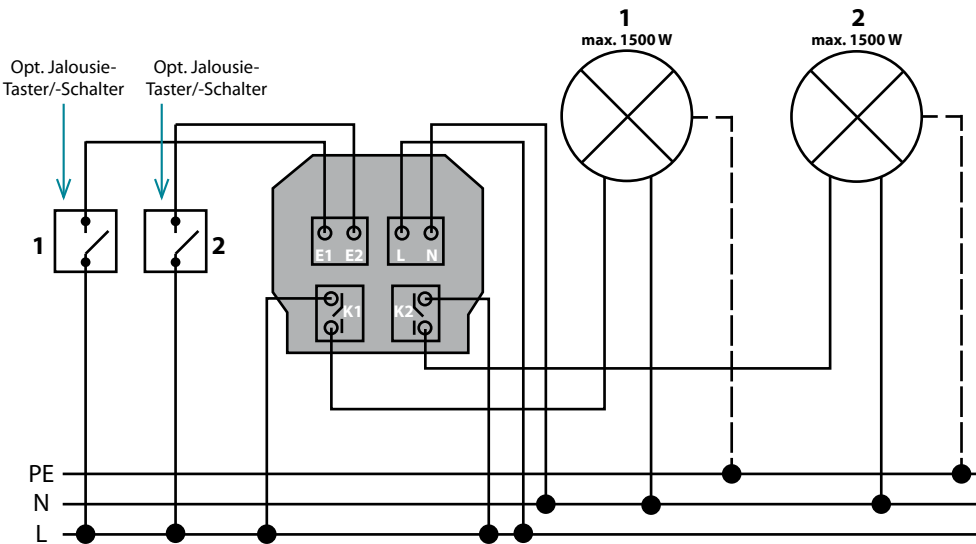 1
max. 1500 W
2
max. 1500 W
Opt. Jalousie-
Taster/-Schalter
Opt. Jalousie-
Taster/-Schalter
1
2
E1 E2
L N
K1
K2
PE
N
L